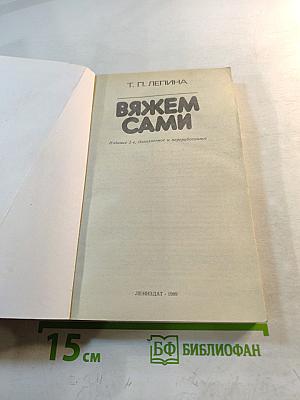 Т. П. ЛЕПИНА
ВЯЖЕМ
САМИ
Издание 2-е, дополненное и переработанное
ЛЕНИЗДАТ · 1989
15 см
БФ БИБЛИОФАН